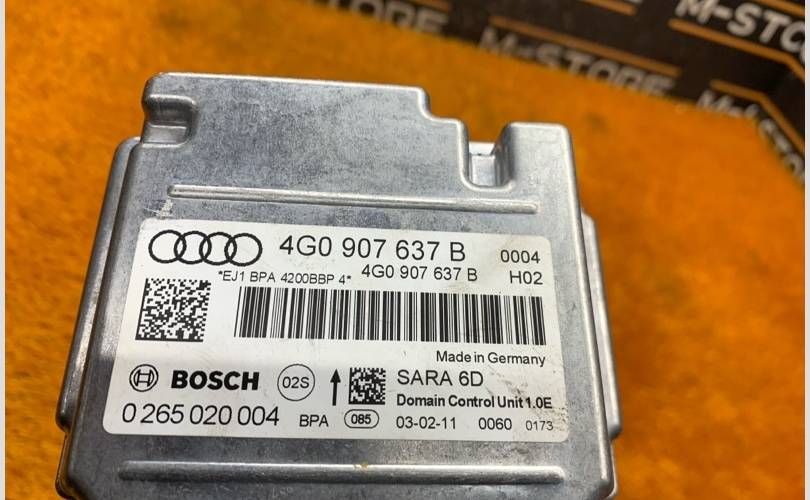 M-STORE
M-STORE
4G0 907 637 B 0004
*EJ1 BPA 4200BBP 4* 4G0 907 637 B H02
Made in Germany
BOSCH 02S SARA 6D
Domain Control Unit 1.0E
0 265 020 004 BPA 085 03-02-11 0060 0173